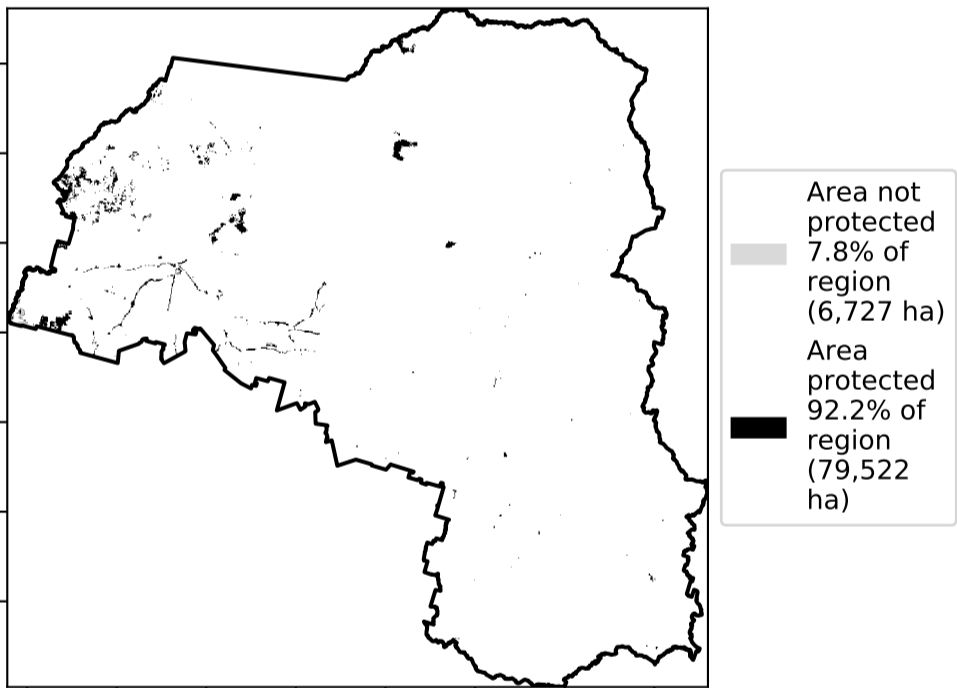 Area not
protected
7.8% of
region
(6,727 ha)
Area
protected
92.2% of
region
(79,522
ha)